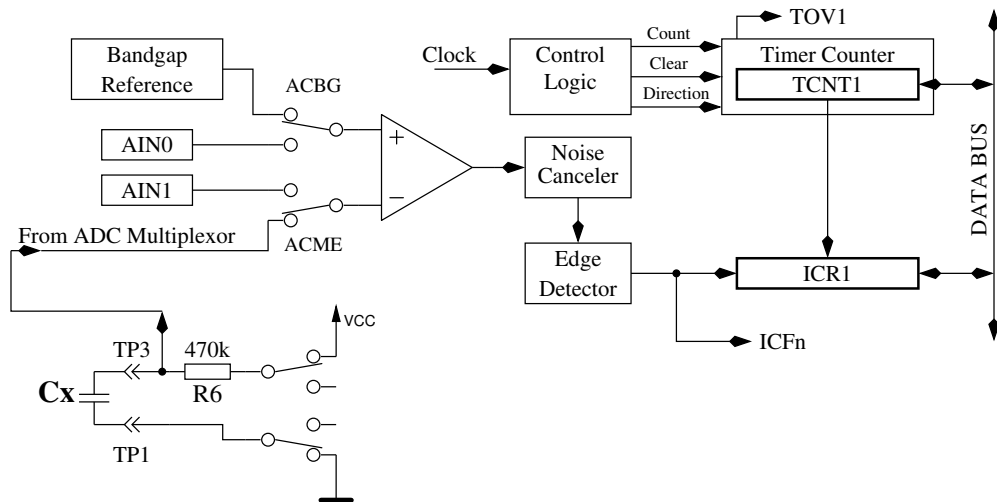 TOV1
Bandgap
Reference
ACBG
Clock
Control
Logic
Count
Clear
Direction
Timer Counter
TCNT1
AIN0
AIN1
+
−
Noise
Canceler
DATA BUS
From ADC Multiplexor
ACME
Edge
Detector
ICR1
ICFn
VCC
TP3
470k
R6
Cx
TP1